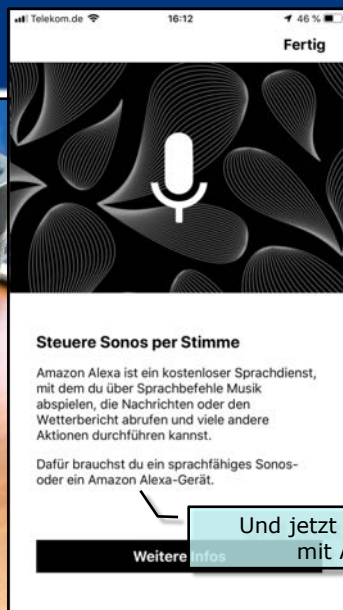 Telekom.de 16:12 46 %
Fertig
Steuere Sonos per Stimme
Amazon Alexa ist ein kostenloser Sprachdienst,
mit dem du über Sprachbefehle Musik
abspielen, die Nachrichten oder den
Wetterbericht abrufen und viele andere
Aktionen durchführen kannst.
Dafür brauchst du ein sprachfähiges Sonos-
oder ein Amazon Alexa-Gerät.
Und jetzt
mit A
Weitere Infos